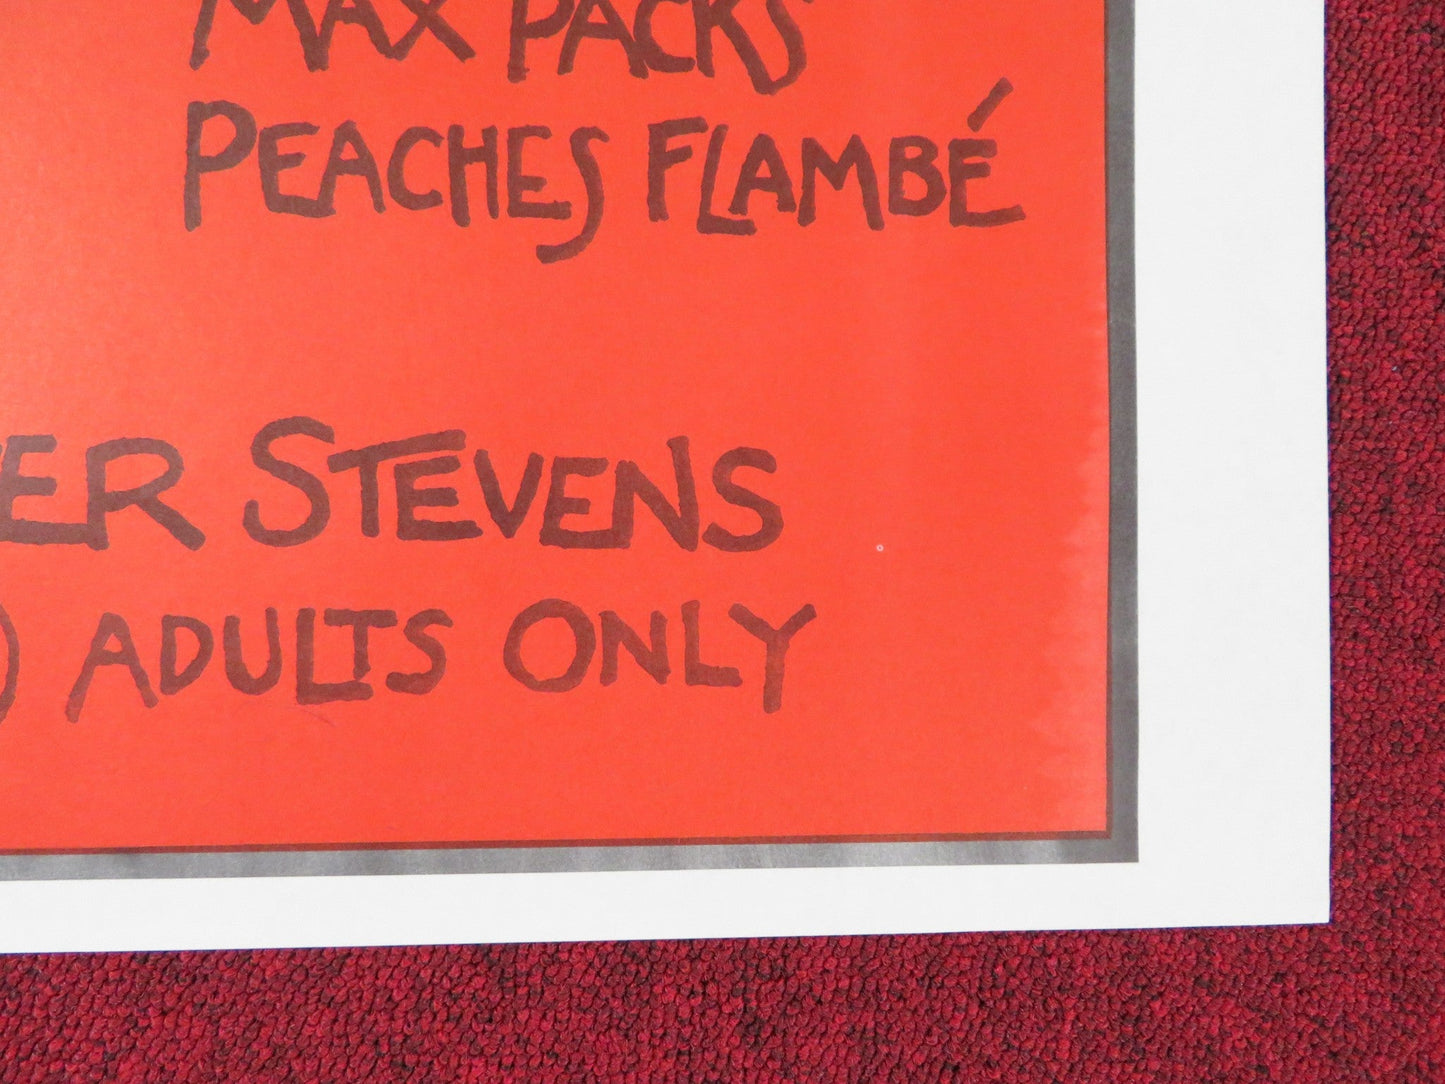 MAX PACKS
PEACHES FLAMBÉ
ER STEVENS
) ADULTS ONLY